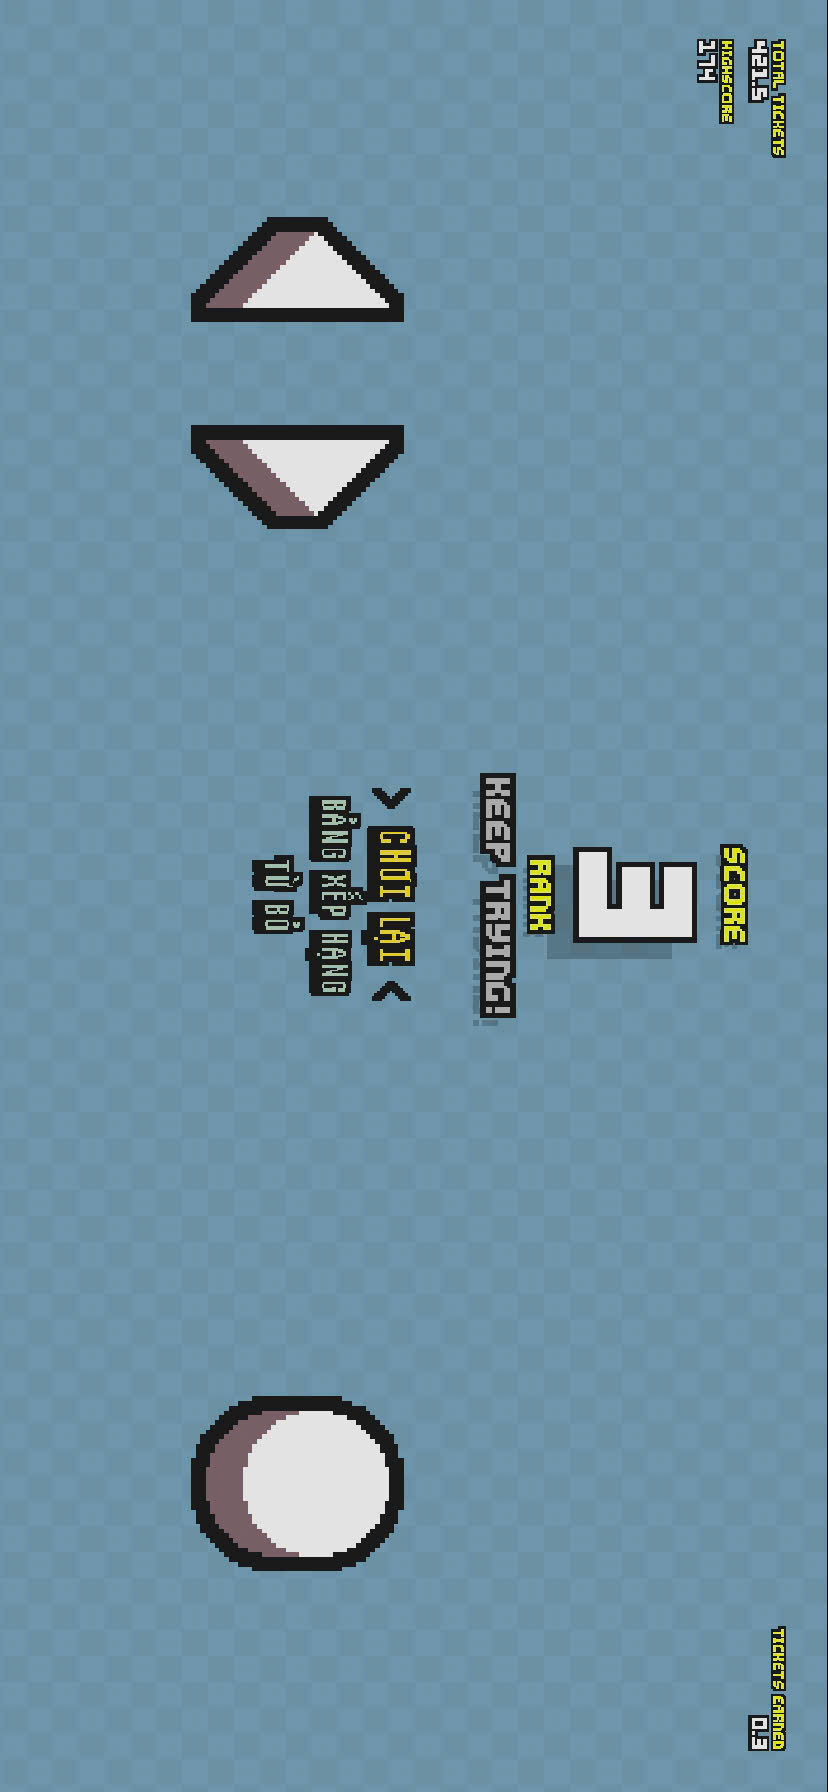 TOTAL TICKETS
421.5
HIGHSCORE
174
SCORE
3
RANK
KEEP TRYING!
> CHƠI LẠI <
BẢNG XẾP HẠNG
TỪ BỎ
TICKETS EARNED
0.3